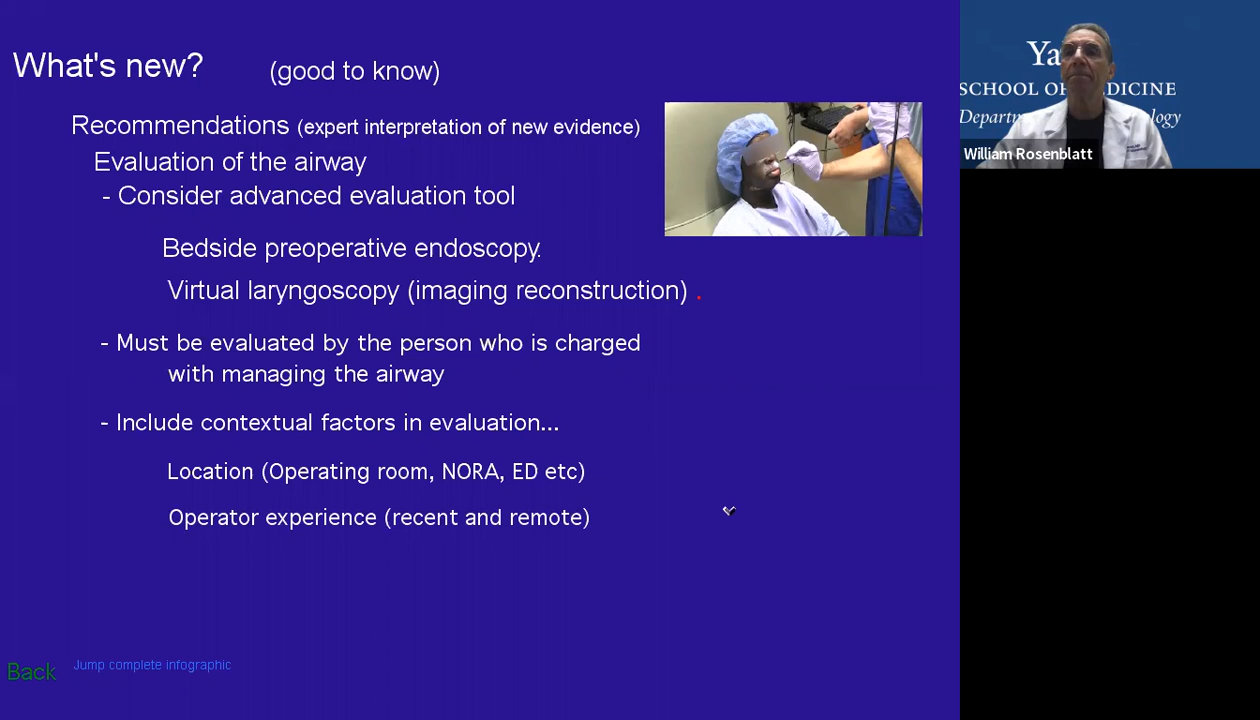 What's new? (good to know)
Recommendations (expert interpretation of new evidence)
Evaluation of the airway
- Consider advanced evaluation tool
Bedside preoperative endoscopy.
Virtual laryngoscopy (imaging reconstruction) .
- Must be evaluated by the person who is charged
with managing the airway
- Include contextual factors in evaluation...
Location (Operating room, NORA, ED etc)
Operator experience (recent and remote)
Back
Jump complete infographic
Ya
SCHOOL OF DICINE
Depart logy
William Rosenblatt